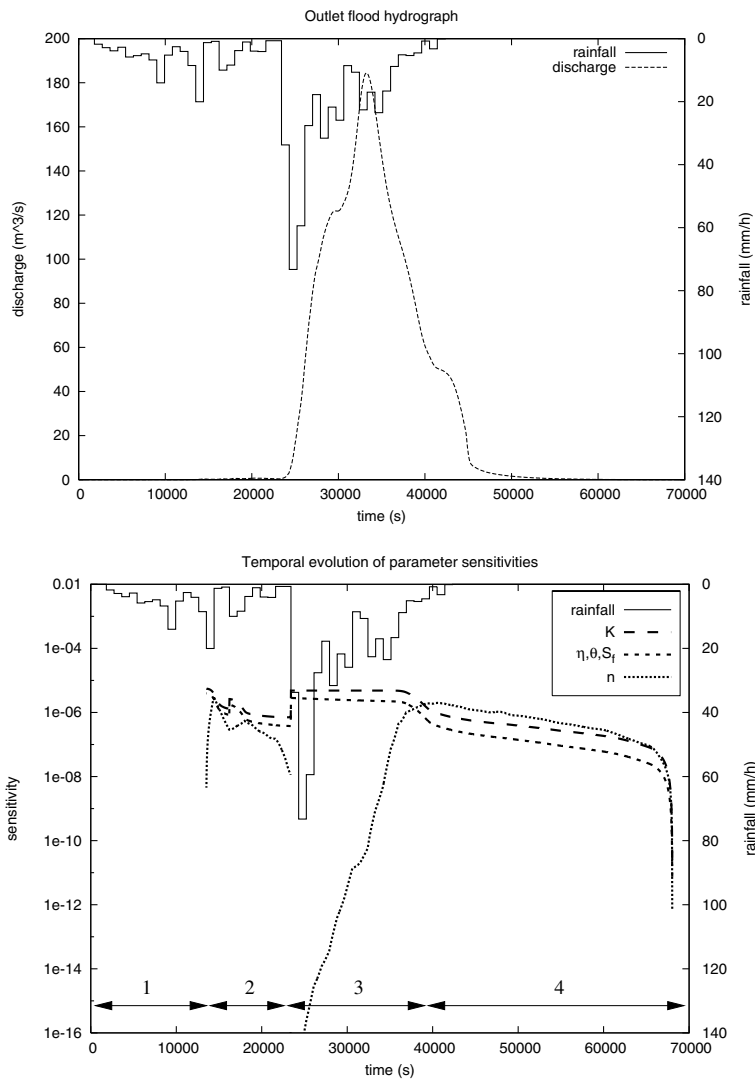 Outlet flood hydrograph
200
180
160
140
120
100
80
60
40
20
0
0
20
40
60
80
100
120
140
rainfall
discharge
discharge (m^3/s)
rainfall (mm/h)
0 10000 20000 30000 40000 50000 60000 70000
time (s)
Temporal evolution of parameter sensitivities
0.01
1e-04
1e-06
1e-08
1e-10
1e-12
1e-14
1e-16
0
20
40
60
80
100
120
140
rainfall
K
η,θ,S_f
n
sensitivity
rainfall (mm/h)
1 2 3 4
0 10000 20000 30000 40000 50000 60000 70000
time (s)